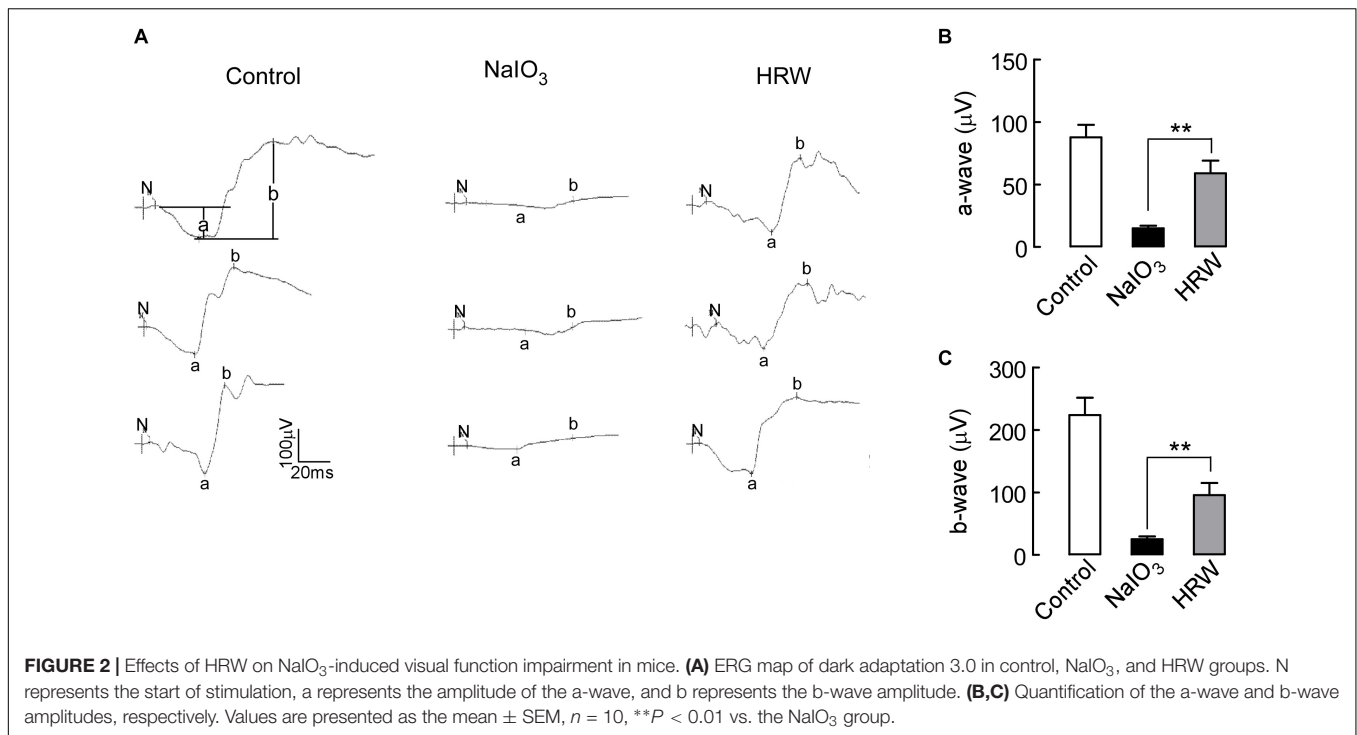 A
Control
NaIO3
HRW
N
a
b
N
a
b
N
a
b
N
a
b
N
a
b
N
a
b
N
a
b
N
a
b
N
a
b
100μV
20ms
B
a-wave (μV)
150
100
50
0
**
Control
NaIO3
HRW
C
b-wave (μV)
300
200
100
0
**
Control
NaIO3
HRW
FIGURE 2 | Effects of HRW on NaIO3-induced visual function impairment in mice. (A) ERG map of dark adaptation 3.0 in control, NaIO3, and HRW groups. N
represents the start of stimulation, a represents the amplitude of the a-wave, and b represents the b-wave amplitude. (B,C) Quantification of the a-wave and b-wave
amplitudes, respectively. Values are presented as the mean ± SEM, n = 10, **P < 0.01 vs. the NaIO3 group.